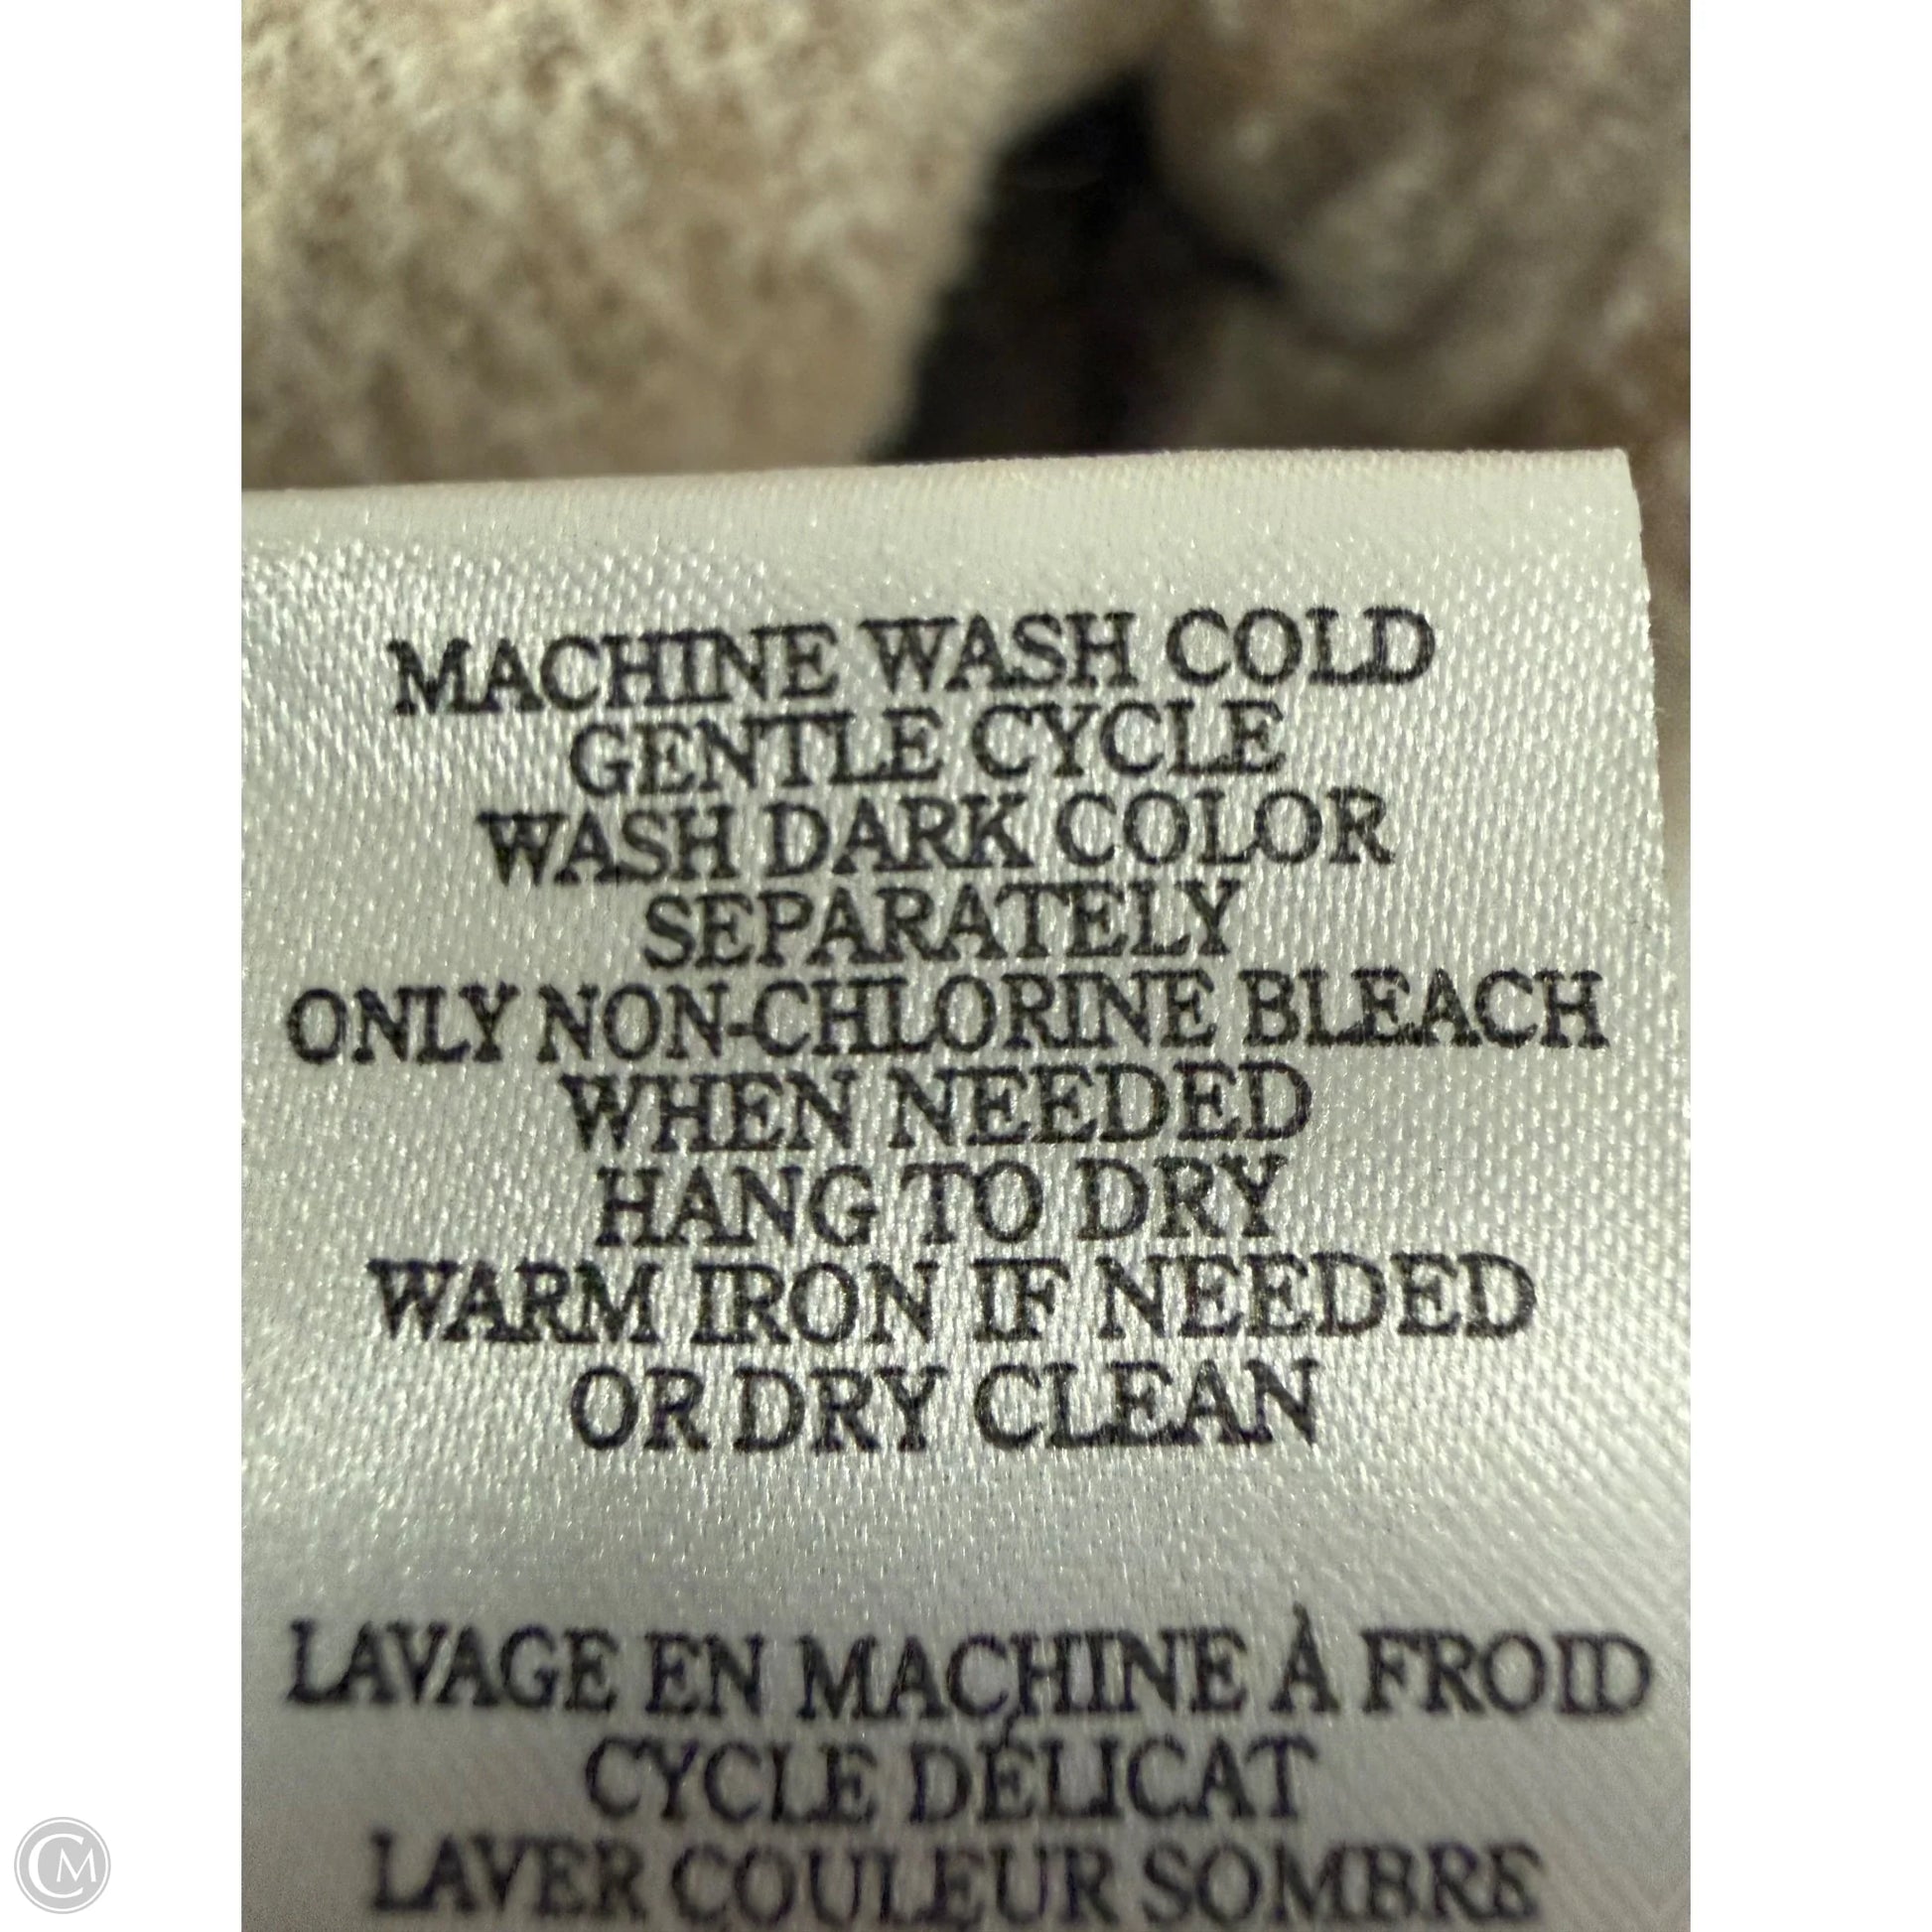 MACHINE WASH COLD
GENTLE CYCLE
WASH DARK COLOR
SEPARATELY
ONLY NON-CHLORINE BLEACH
WHEN NEEDED
HANG TO DRY
WARM IRON IF NEEDED
OR DRY CLEAN
LAVAGE EN MACHINE À FROID
CYCLE DÉLICAT
LAVER COULEUR SOMBRE
CM